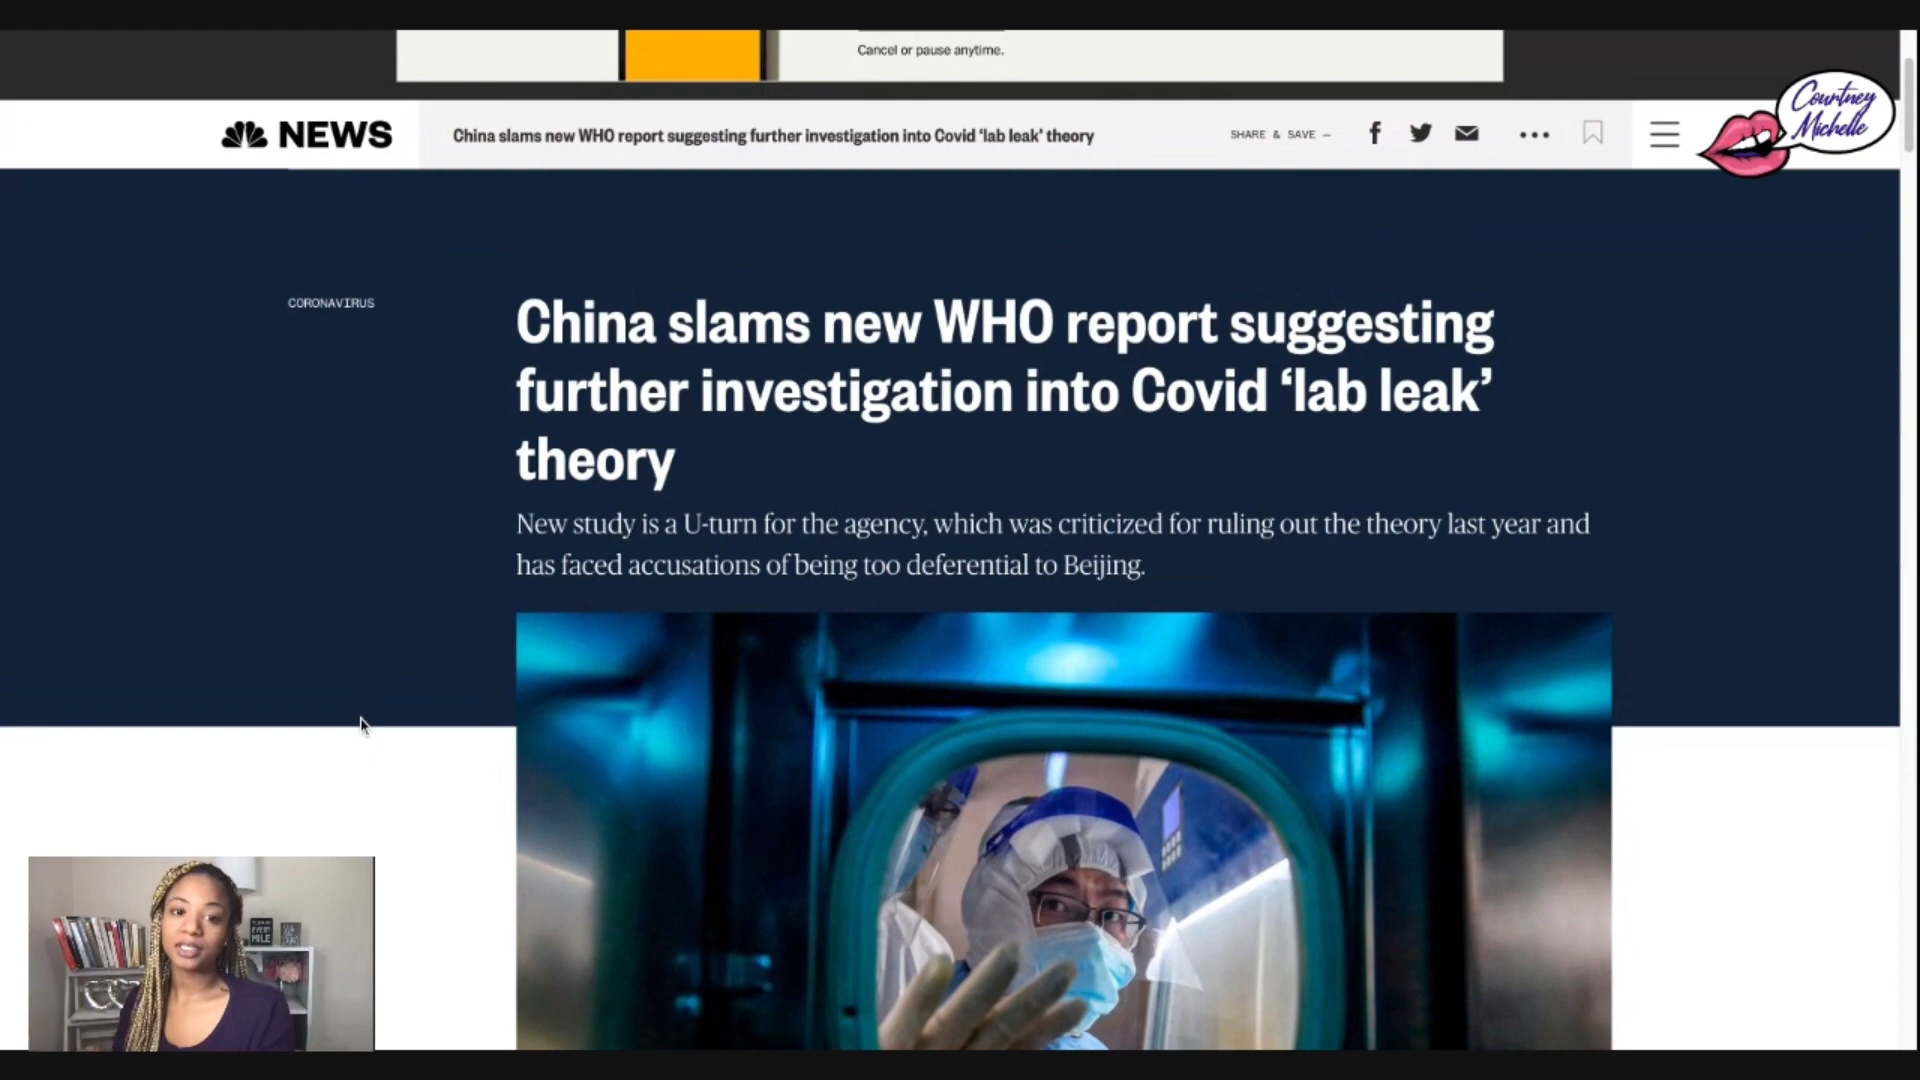 Cancel or pause anytime.
NEWS
China slams new WHO report suggesting further investigation into Covid ‘lab leak’ theory
SHARE & SAVE —
Courtney
Michelle
CORONAVIRUS
China slams new WHO report suggesting
further investigation into Covid ‘lab leak’
theory
New study is a U-turn for the agency, which was criticized for ruling out the theory last year and
has faced accusations of being too deferential to Beijing.
EVERY
MILE